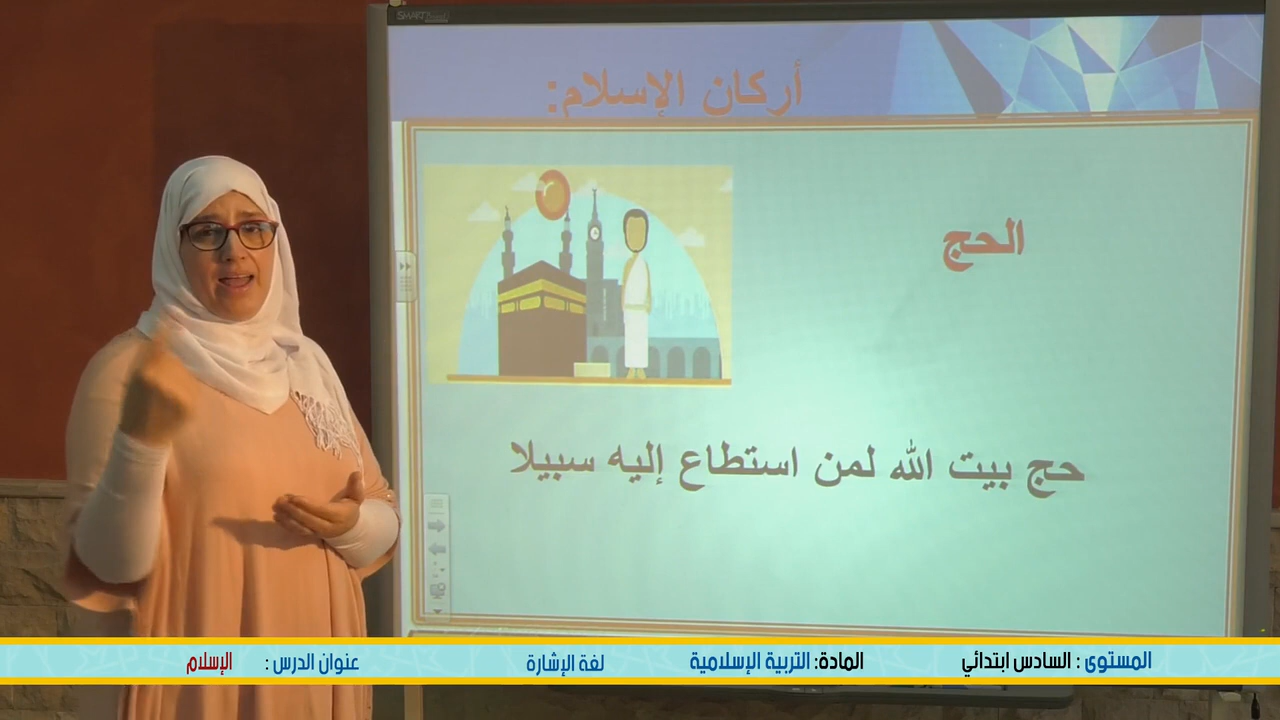 SMART
أركان الإسلام:
الحج
حج بيت الله لمن استطاع إليه سبيلا
المستوى : السادس ابتدائي المادة: التربية الإسلامية لغة الإشارة عنوان الدرس : الإسلام